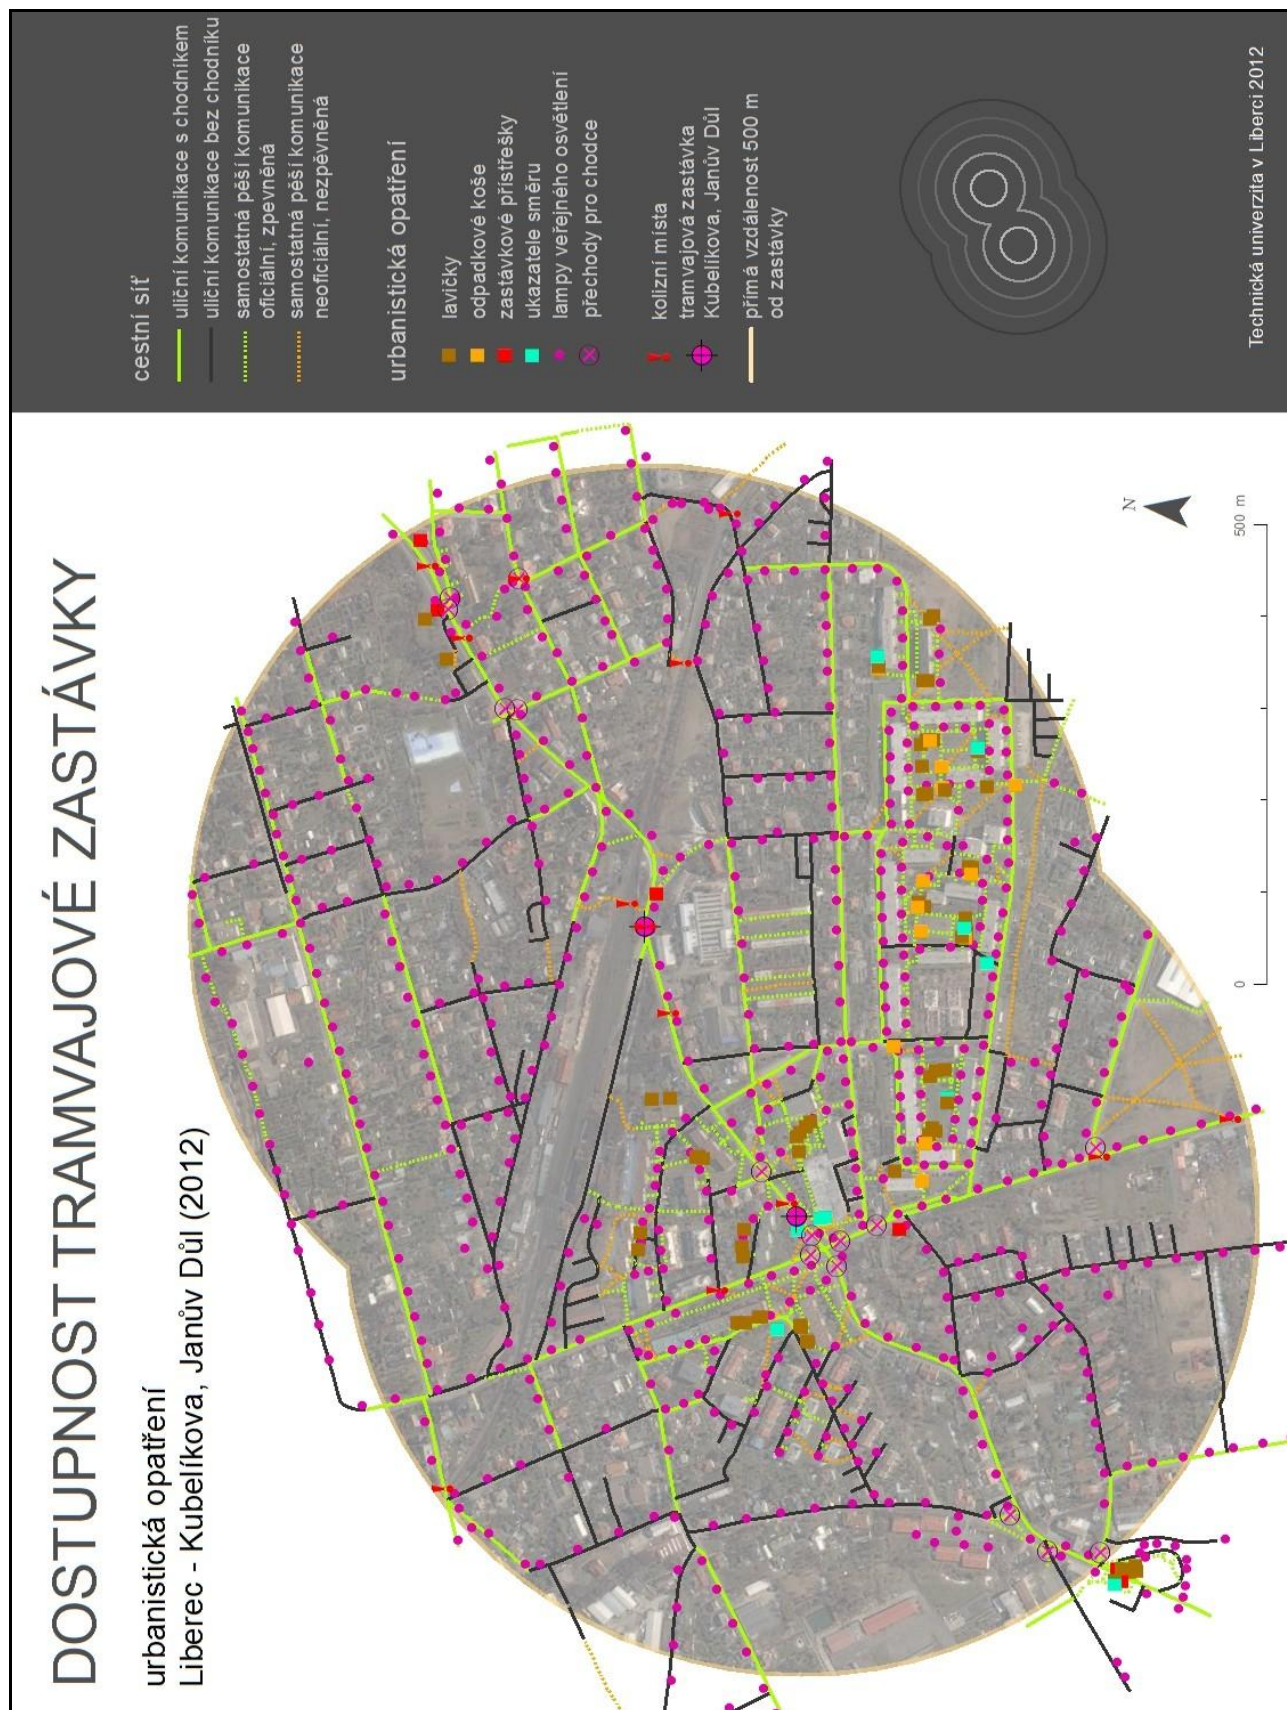 DOSTUPNOST TRAMVAJOVÉ ZASTÁVKY
urbanistická opatření
Liberec - Kubelíkova, Janův Důl (2012)
N
0
500 m
cestní síť
uliční komunikace s chodníkem
uliční komunikace bez chodníku
samostatná pěší komunikace
oficiální, zpevněná
samostatná pěší komunikace
neoficiální, nezpěvněná
urbanistická opatření
lavičky
odpadkové koše
zastávkové přístřešky
ukazatele směru
lampy veřejného osvětlení
přechody pro chodce
kolizní místa
tramvajová zastávka
Kubelíkova, Janův Důl
přímá vzdálenost 500 m
od zastávky
Technická univerzita v Liberci 2012